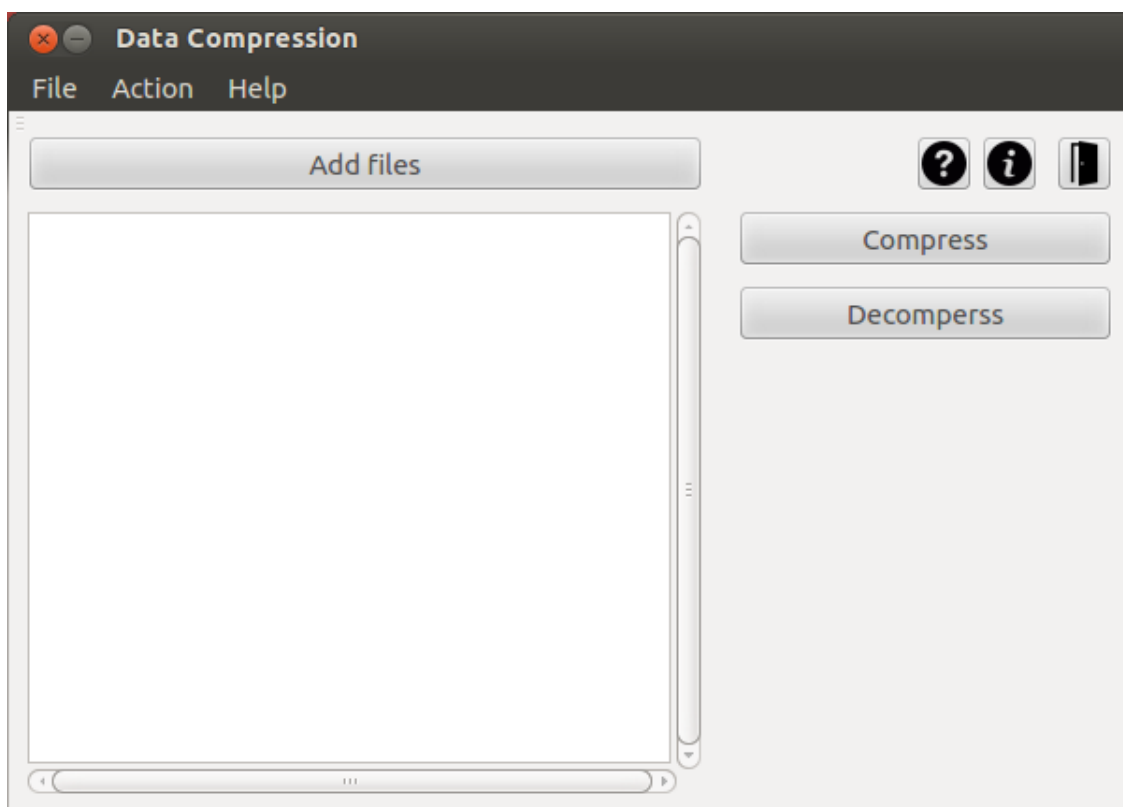 Data Compression
File Action Help
Add files
Compress
Decomperss